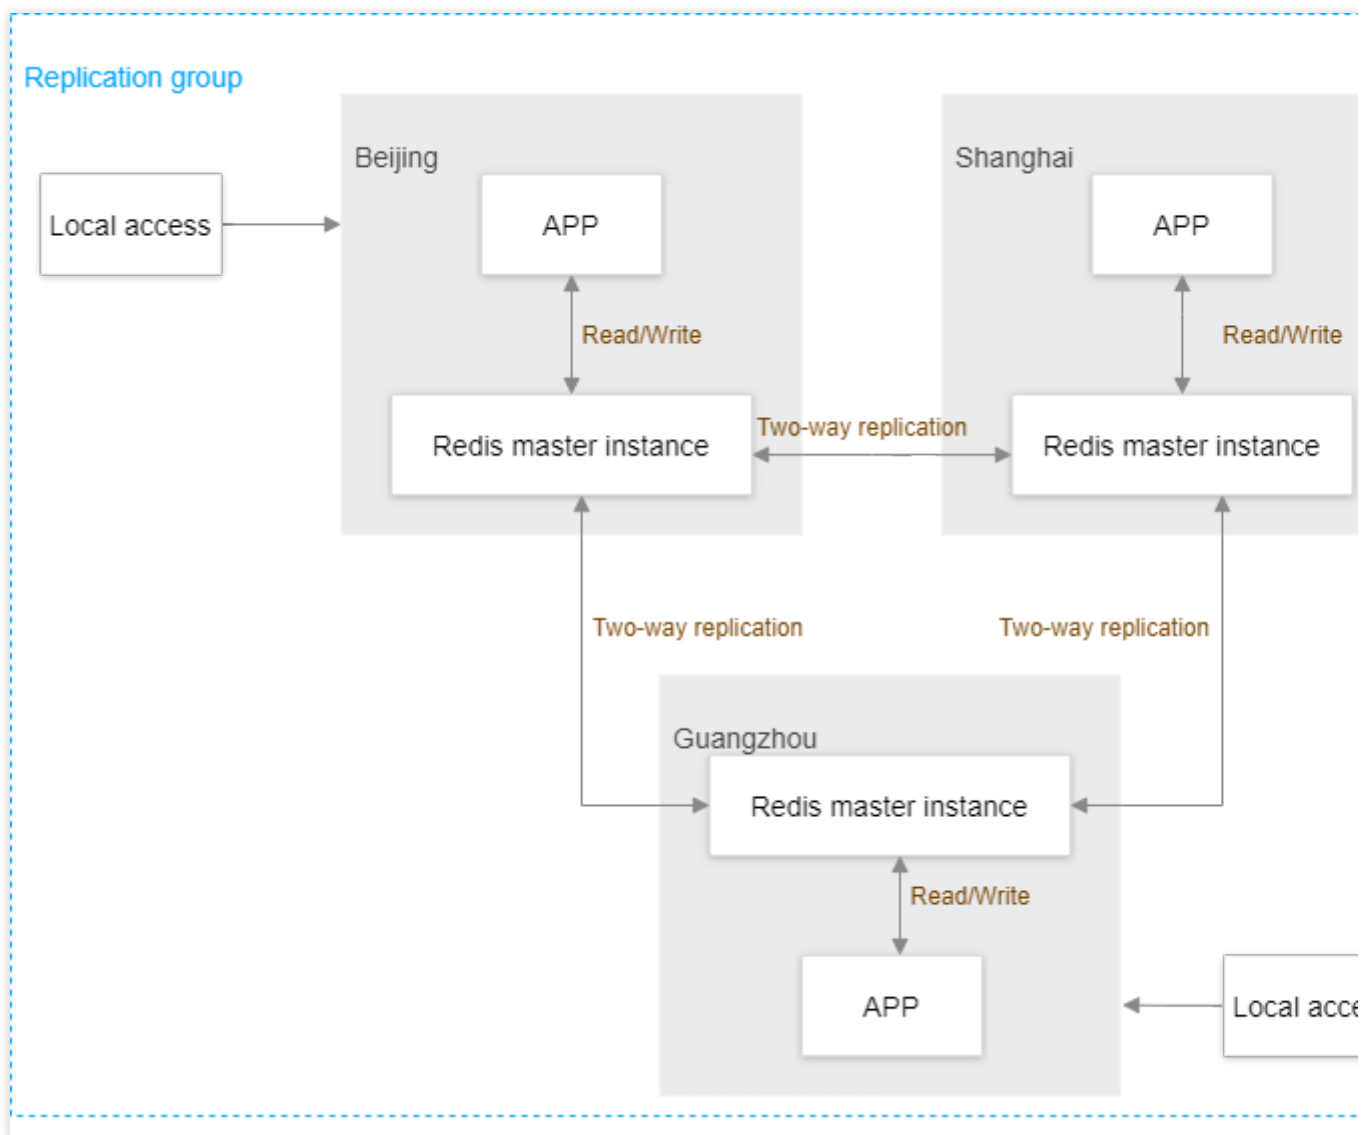 Replication group
Beijing
Shanghai
Local access
APP
APP
Read/Write
Read/Write
Redis master instance
Two-way replication
Redis master instance
Two-way replication
Two-way replication
Guangzhou
Redis master instance
Read/Write
APP
Local